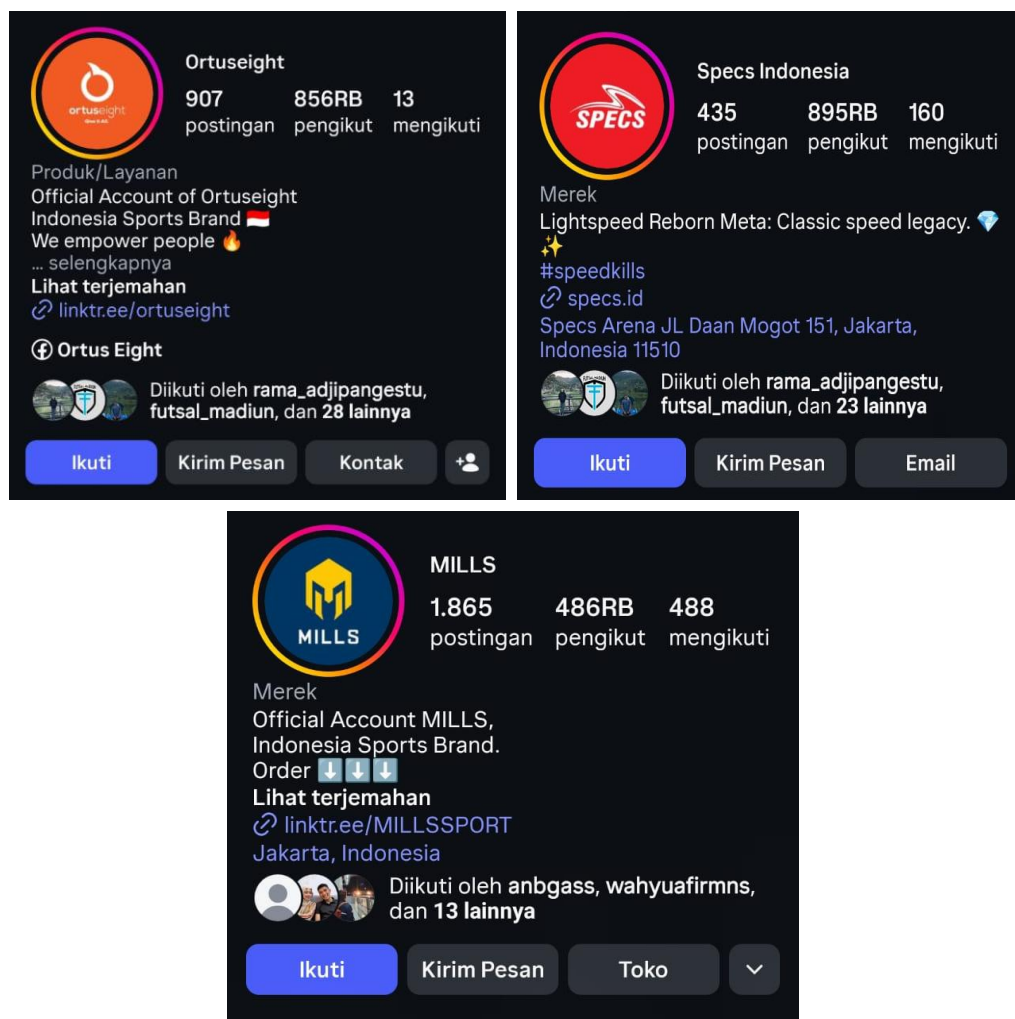 Ortuseight
907 856RB 13
postingan pengikut mengikuti
ortuseight
Produk/Layanan
Official Account of Ortuseight
Indonesia Sports Brand 🇮🇩
We empower people 🔥
... selengkapnya
Lihat terjemahan
linktr.ee/ortuseight
Ortus Eight
Diikuti oleh rama_adjipangestu,
futsal_madiun, dan 28 lainnya
Ikuti Kirim Pesan Kontak
Specs Indonesia
435 895RB 160
postingan pengikut mengikuti
SPECS
Merek
Lightspeed Reborn Meta: Classic speed legacy. 💎
✨
#speedkills
specs.id
Specs Arena JL Daan Mogot 151, Jakarta,
Indonesia 11510
Diikuti oleh rama_adjipangestu,
futsal_madiun, dan 23 lainnya
Ikuti Kirim Pesan Email
MILLS
1.865 486RB 488
postingan pengikut mengikuti
MILLS
Merek
Official Account MILLS,
Indonesia Sports Brand.
Order ⬇️⬇️⬇️
Lihat terjemahan
linktr.ee/MILLSSPORT
Jakarta, Indonesia
Diikuti oleh anbgass, wahyuafirmns,
dan 13 lainnya
Ikuti Kirim Pesan Toko